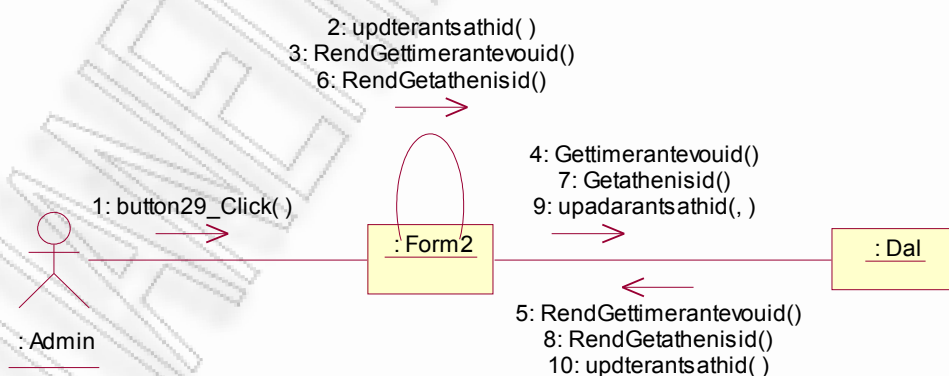 2: updterantsathid( )
3: RendGettimerantevouid()
6: RendGetathenisid()
4: Gettimerantevouid()
7: Getathenisid()
9: upadarantsathid(, )
1: button29_Click( )
: Form2
: Dal
: Admin
5: RendGettimerantevouid()
8: RendGetathenisid()
10: updterantsathid( )